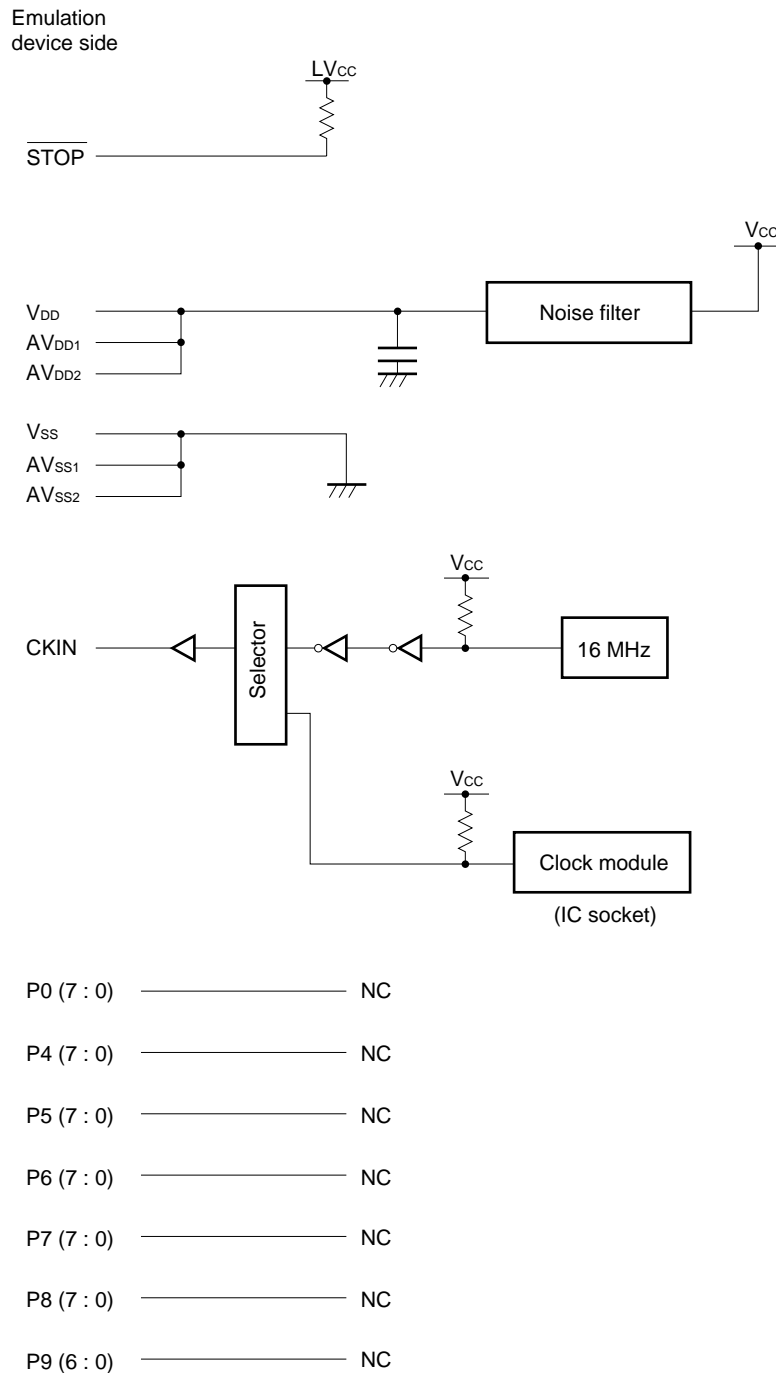 Emulation
device side
LVCC
STOP
VCC
VDD
Noise filter
AVDD1
AVDD2
VSS
AVSS1
AVSS2
VCC
CKIN
Selector
16 MHz
VCC
Clock module
(IC socket)
P0 (7 : 0) NC
P4 (7 : 0) NC
P5 (7 : 0) NC
P6 (7 : 0) NC
P7 (7 : 0) NC
P8 (7 : 0) NC
P9 (6 : 0) NC